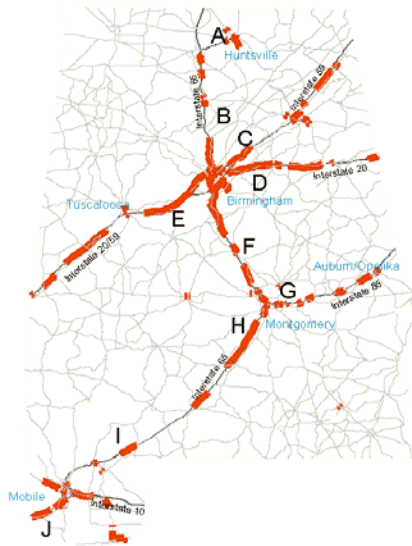 A
Huntsville
Interstate 65
Interstate 59
B
C
D
Interstate 20
Tuscaloosa
Birmingham
E
Interstate 20/59
F
Auburn/Opelika
G
Interstate 85
H
Montgomery
Interstate 65
I
Mobile
Interstate 10
J